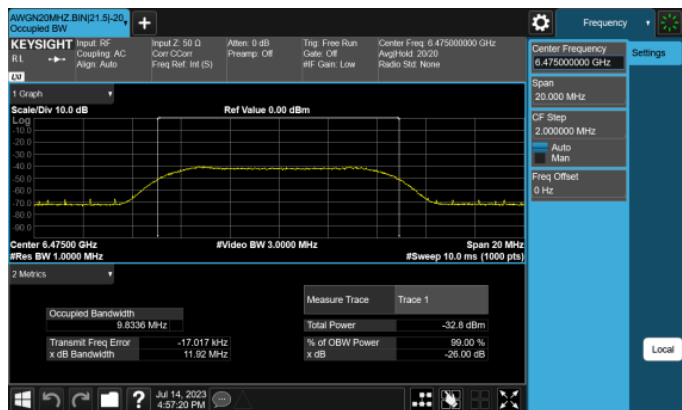 AWGN20MHZ.BIN|21.5|-20,
Occupied BW
Frequency
KEYSIGHT Input: RF Input Z: 50 Ω Atten: 0 dB Trig: Free Run Center Freq: 6.475000000 GHz
R L Coupling: AC Corr CCorr Preamp: Off Gate: Off Avg|Hold: 20/20
Align: Auto Freq Ref: Int (S) #IF Gain: Low Radio Std: None
LXI
Center Frequency
6.475000000 GHz
Settings
Span
20.000 MHz
CF Step
2.000000 MHz
Auto
Man
Freq Offset
0 Hz
1 Graph
Scale/Div 10.0 dB Ref Value 0.00 dBm
Log
-10.0
-20.0
-30.0
-40.0
-50.0
-60.0
-70.0
-80.0
-90.0
Center 6.47500 GHz #Video BW 3.0000 MHz Span 20 MHz
#Res BW 1.0000 MHz #Sweep 10.0 ms (1000 pts)
2 Metrics
Measure Trace Trace 1
Occupied Bandwidth
9.8336 MHz Total Power -32.8 dBm
Transmit Freq Error -17.017 kHz % of OBW Power 99.00 %
x dB Bandwidth 11.92 MHz x dB -26.00 dB
Local
Jul 14, 2023
4:57:20 PM